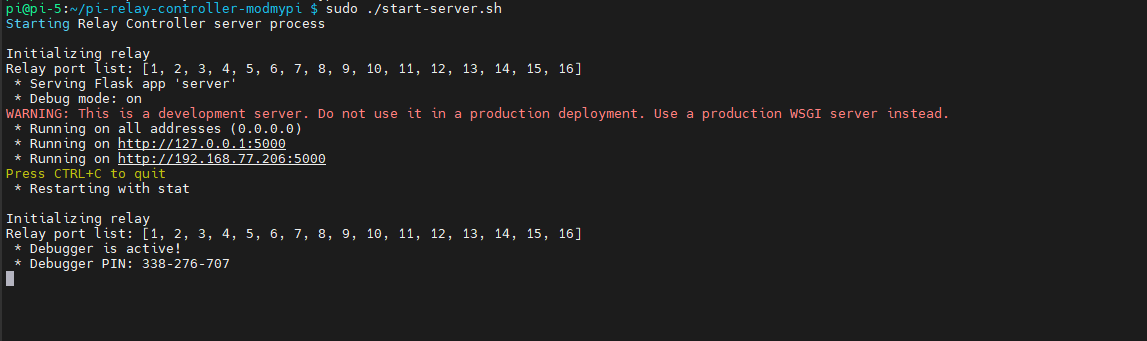 pi@pi-5:~/pi-relay-controller-modmypi $ sudo ./start-server.sh
Starting Relay Controller server process
Initializing relay
Relay port list: [1, 2, 3, 4, 5, 6, 7, 8, 9, 10, 11, 12, 13, 14, 15, 16]
 * Serving Flask app 'server'
 * Debug mode: on
WARNING: This is a development server. Do not use it in a production deployment. Use a production WSGI server instead.
 * Running on all addresses (0.0.0.0)
 * Running on http://127.0.0.1:5000
 * Running on http://192.168.77.206:5000
Press CTRL+C to quit
 * Restarting with stat
Initializing relay
Relay port list: [1, 2, 3, 4, 5, 6, 7, 8, 9, 10, 11, 12, 13, 14, 15, 16]
 * Debugger is active!
 * Debugger PIN: 338-276-707